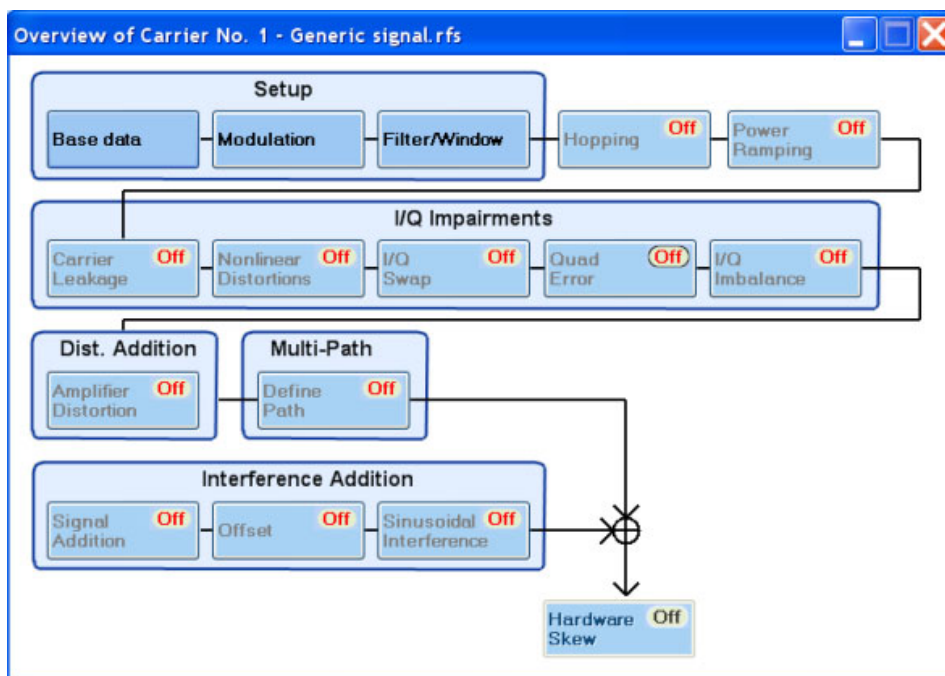 Overview of Carrier No. 1 - Generic signal.rfs
Setup
Base data
Modulation
Filter/Window
Hopping
Off
Power
Ramping
Off
I/Q Impairments
Carrier
Leakage
Off
Nonlinear
Distortions
Off
I/Q
Swap
Off
Quad
Error
Off
I/Q
Imbalance
Off
Dist. Addition
Amplifier
Distortion
Off
Multi-Path
Define
Path
Off
Interference Addition
Signal
Addition
Off
Offset
Off
Sinusoidal
Interference
Off
Hardware
Skew
Off